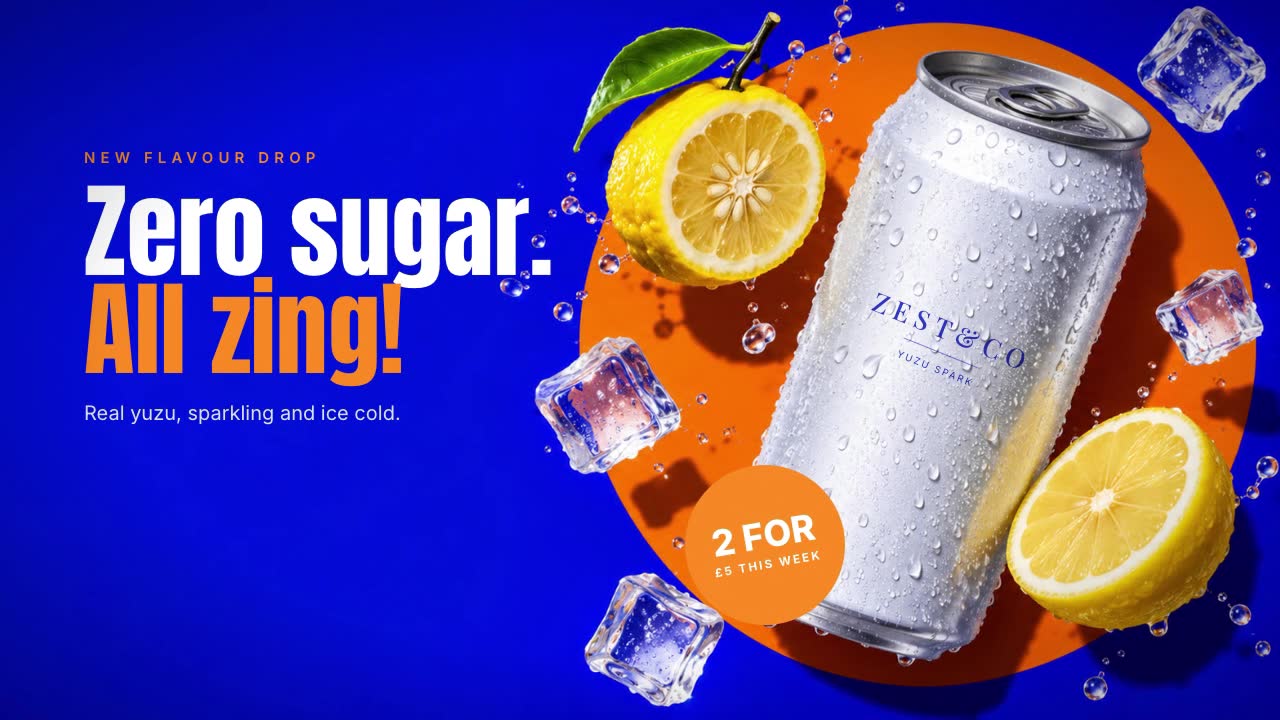 NEW FLAVOUR DROP
Zero sugar.
All zing!
Real yuzu, sparkling and ice cold.
ZEST&CO
YUZU SPARK
2 FOR
£5 THIS WEEK